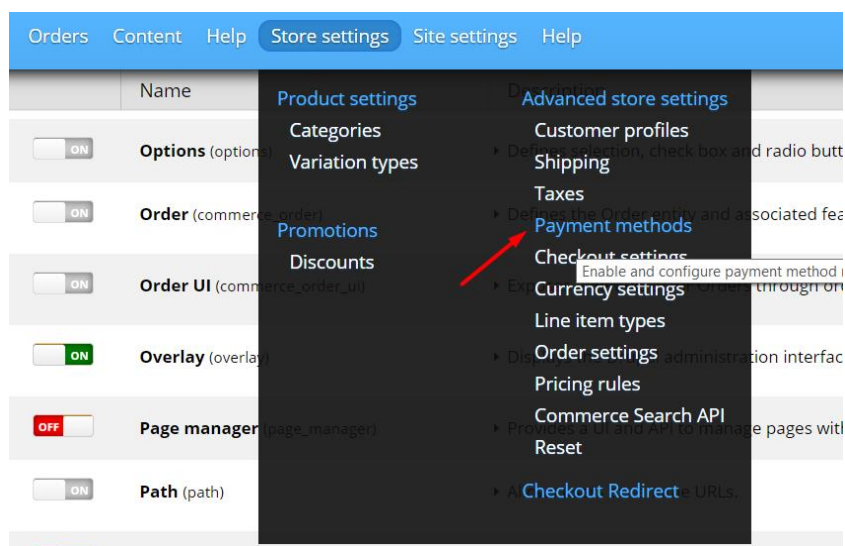 Orders Content Help Store settings Site settings Help
Name
Product settings
Categories
Variation types
Promotions
Discounts
Advanced store settings
Customer profiles
Shipping
Taxes
Payment methods
Checkout settings
Enable and configure payment method
Currency settings
Line item types
Order settings
Pricing rules
Commerce Search API
Reset
Checkout Redirect
Description
ON Options (options) Defines selection, check box and radio butt
ON Order (commerce_order) Defines the Order entity and associated fea
ON Order UI (commerce_order_ui) through or
ON Overlay (overlay) administration interfac
OFF Page manager (page_manager) Provides a UI and API to manage pages with
ON Path (path) URLs.